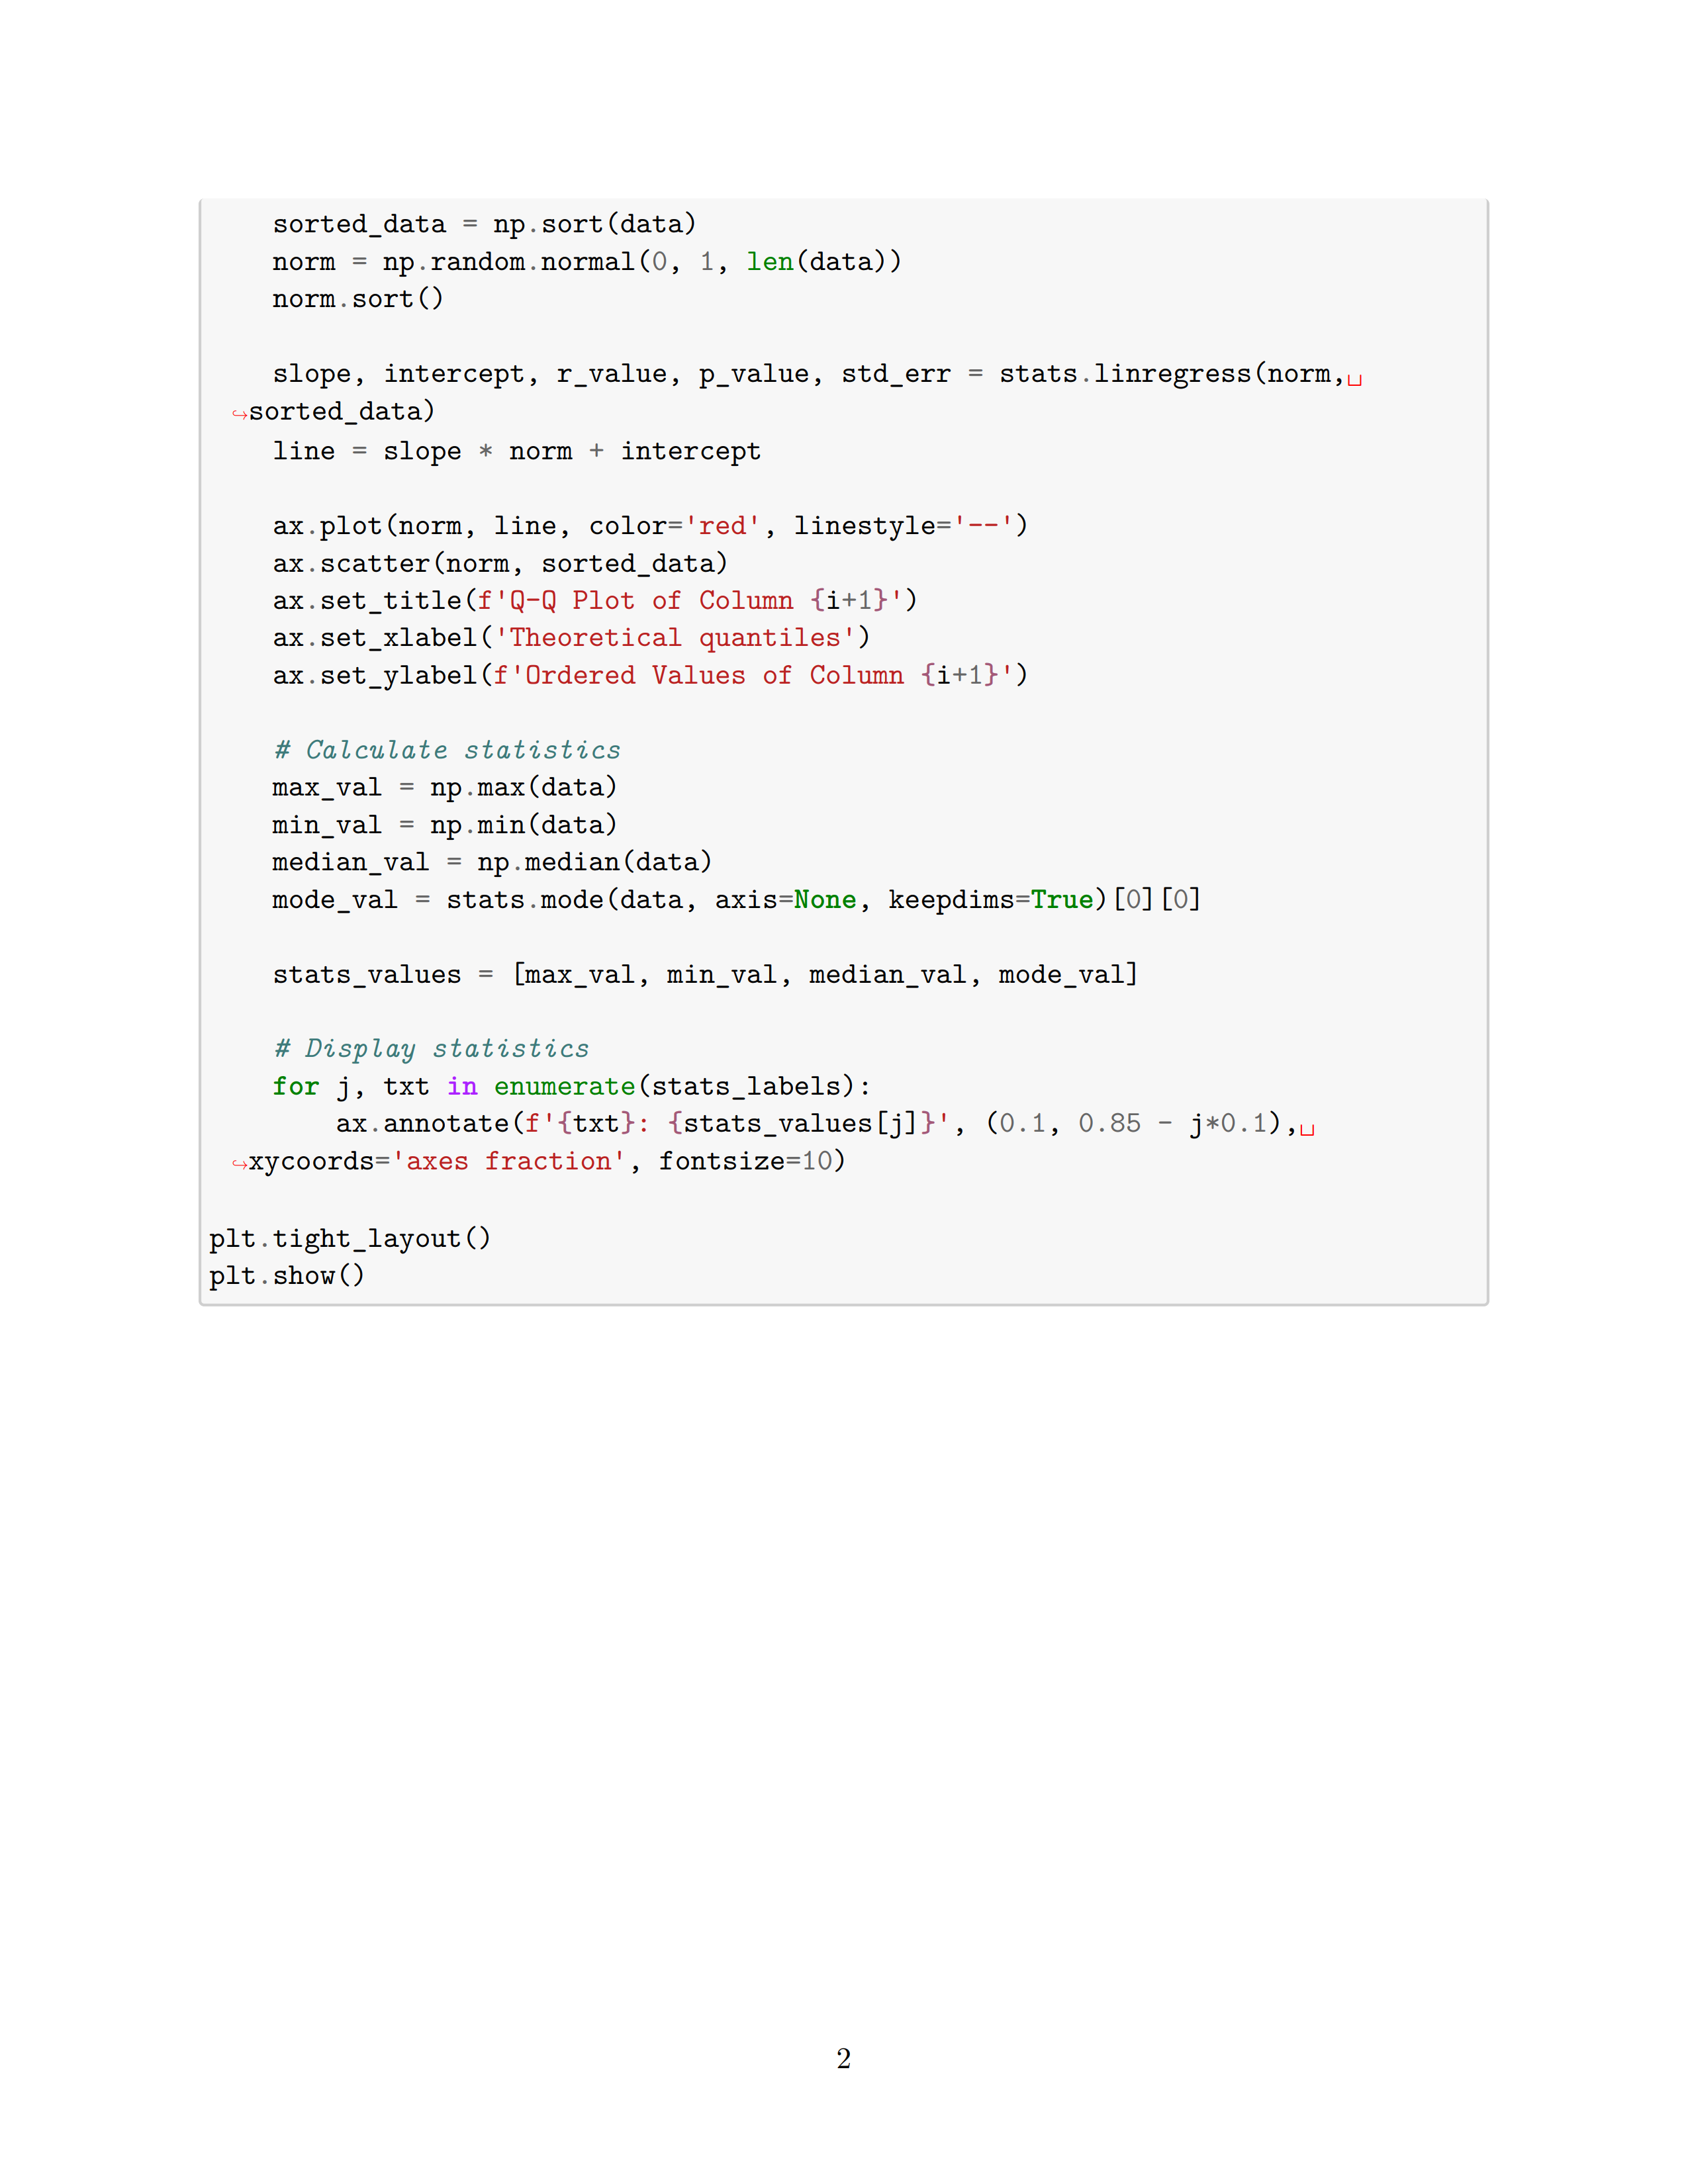 sorted_data = np.sort(data)
norm = np.random.normal(0, 1, len(data))
norm.sort()
slope, intercept, r_value, p_value, std_err = stats.linregress(norm,␣
↪sorted_data)
line = slope * norm + intercept
ax.plot(norm, line, color='red', linestyle='--')
ax.scatter(norm, sorted_data)
ax.set_title(f'Q-Q Plot of Column {i+1}')
ax.set_xlabel('Theoretical quantiles')
ax.set_ylabel(f'Ordered Values of Column {i+1}')
# Calculate statistics
max_val = np.max(data)
min_val = np.min(data)
median_val = np.median(data)
mode_val = stats.mode(data, axis=None, keepdims=True)[0][0]
stats_values = [max_val, min_val, median_val, mode_val]
# Display statistics
for j, txt in enumerate(stats_labels):
ax.annotate(f'{txt}: {stats_values[j]}', (0.1, 0.85 - j*0.1),␣
↪xycoords='axes fraction', fontsize=10)
plt.tight_layout()
plt.show()
2